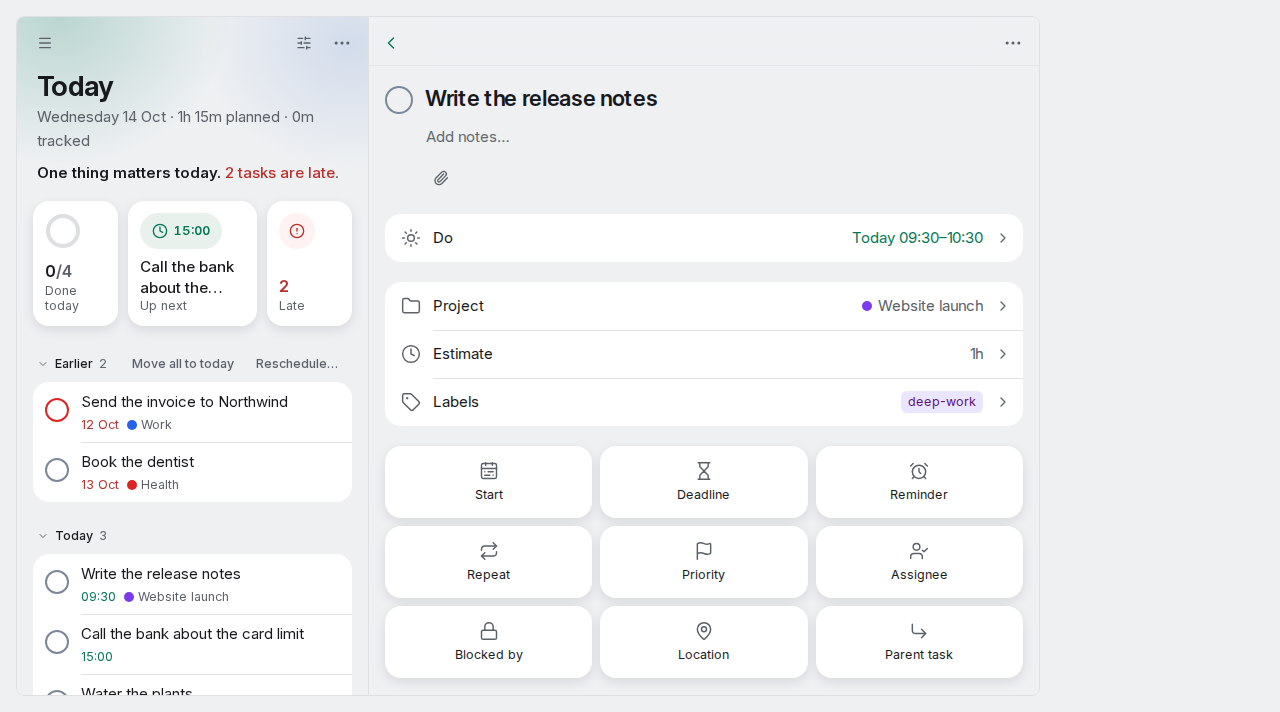 Today
Wednesday 14 Oct · 1h 15m planned · 0m
tracked
One thing matters today. 2 tasks are late.
0/4
Done
today
15:00
Call the bank
about the…
Up next
2
Late
Earlier 2 Move all to today Reschedule…
Send the invoice to Northwind
12 Oct Work
Book the dentist
13 Oct Health
Today 3
Write the release notes
09:30 Website launch
Call the bank about the card limit
15:00
Water the plants
Write the release notes
Add notes...
Do Today 09:30–10:30
Project Website launch
Estimate 1h
Labels deep-work
Start Deadline Reminder
Repeat Priority Assignee
Blocked by Location Parent task